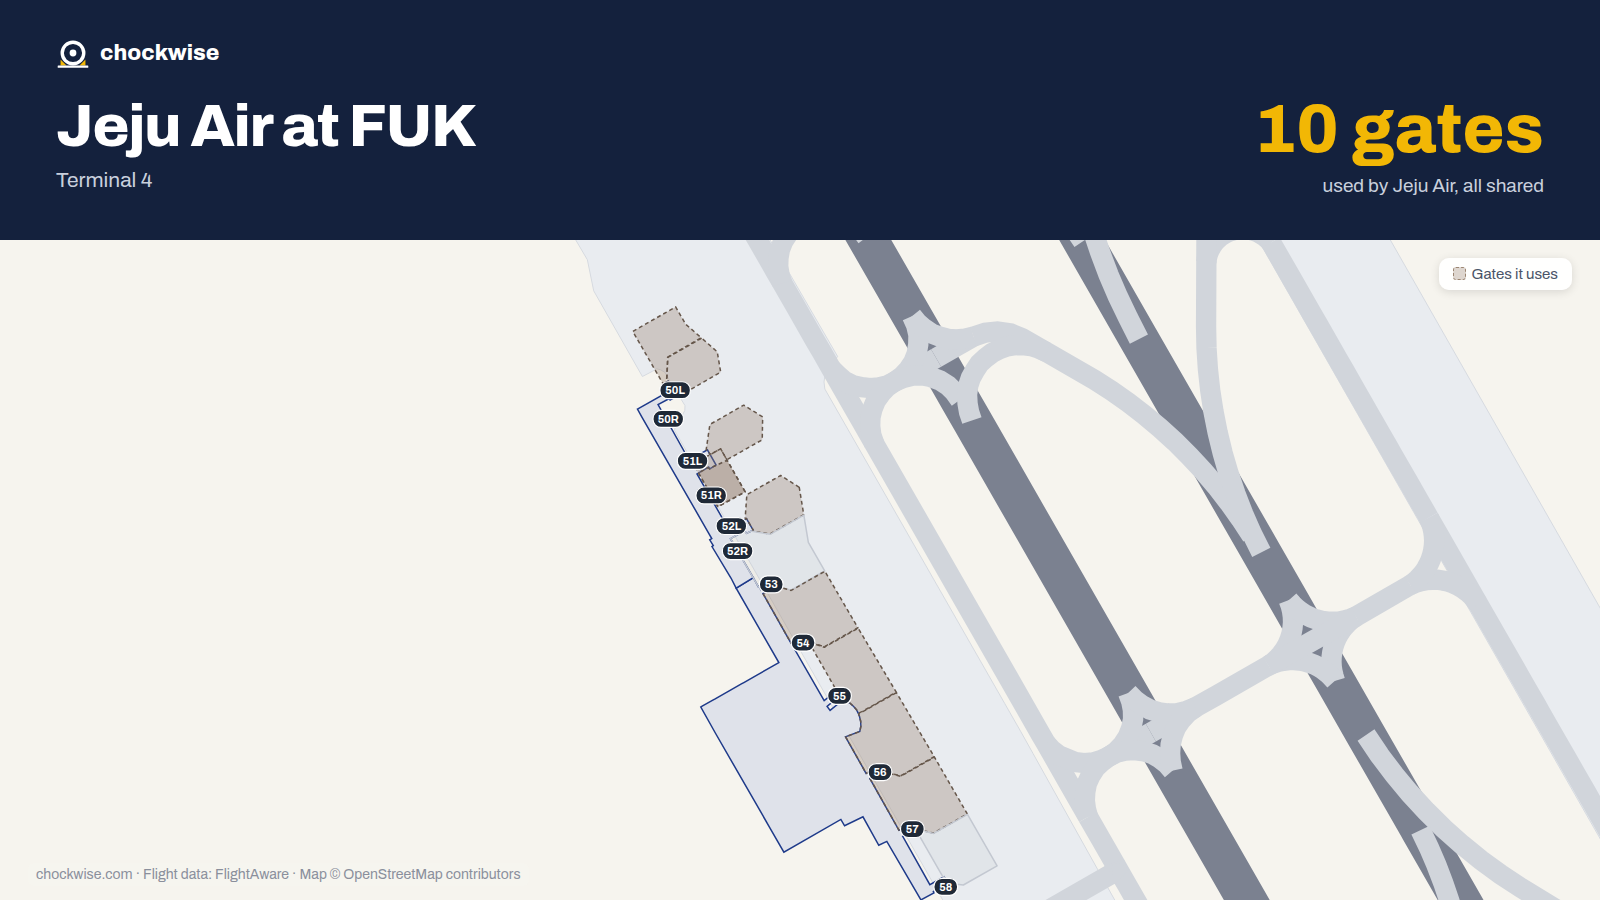 chockwise
Jeju Air at FUK
Terminal 4
10 gates
used by Jeju Air, all shared
Gates it uses
50L
50R
51L
51R
52L
52R
53
54
55
56
57
58
chockwise.com · Flight data: FlightAware · Map © OpenStreetMap contributors